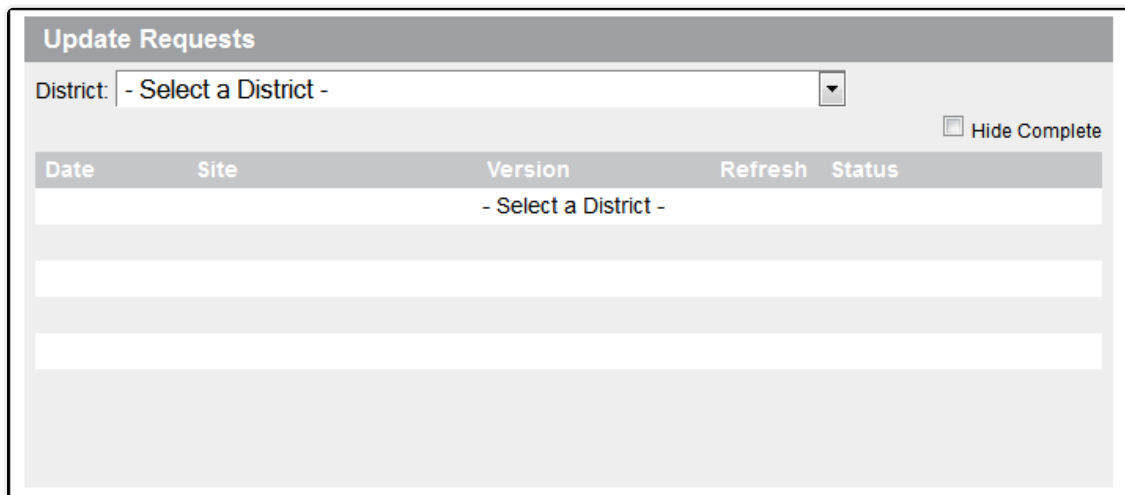 Update Requests
District: - Select a District -
Hide Complete
Date Site Version Refresh Status
- Select a District -